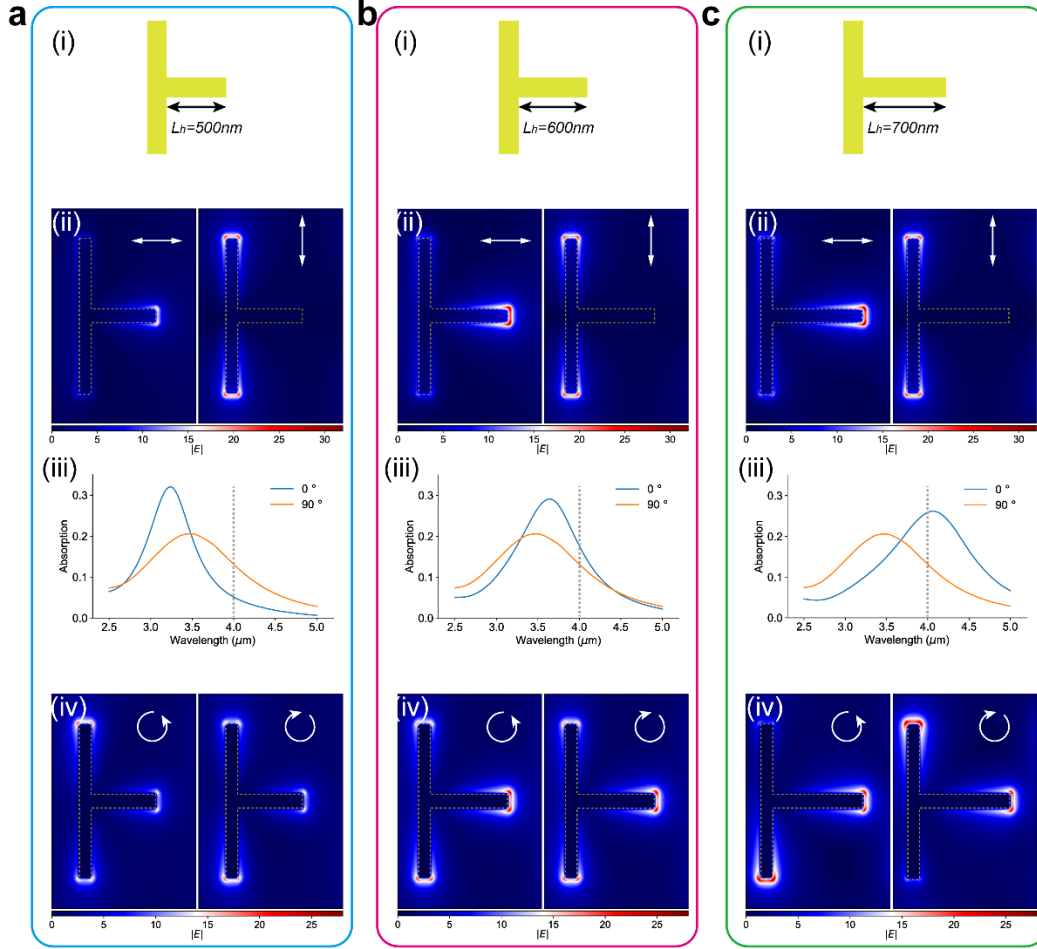 a
(i)
Lh=500nm
(ii)
0 5 10 15 20 25 30
|E|
(iii)
0.3
0.2
0.1
0.0
Absorption
0 °
90 °
2.5 3.0 3.5 4.0 4.5 5.0
Wavelength (μm)
(iv)
0 5 10 15 20 25
|E|
b
(i)
Lh=600nm
(ii)
0 5 10 15 20 25 30
|E|
(iii)
0.3
0.2
0.1
0.0
Absorption
0 °
90 °
2.5 3.0 3.5 4.0 4.5 5.0
Wavelength (μm)
(iv)
0 5 10 15 20 25
|E|
c
(i)
Lh=700nm
(ii)
0 5 10 15 20 25 30
|E|
(iii)
0.3
0.2
0.1
0.0
Absorption
0 °
90 °
2.5 3.0 3.5 4.0 4.5 5.0
Wavelength (μm)
(iv)
0 5 10 15 20 25
|E|